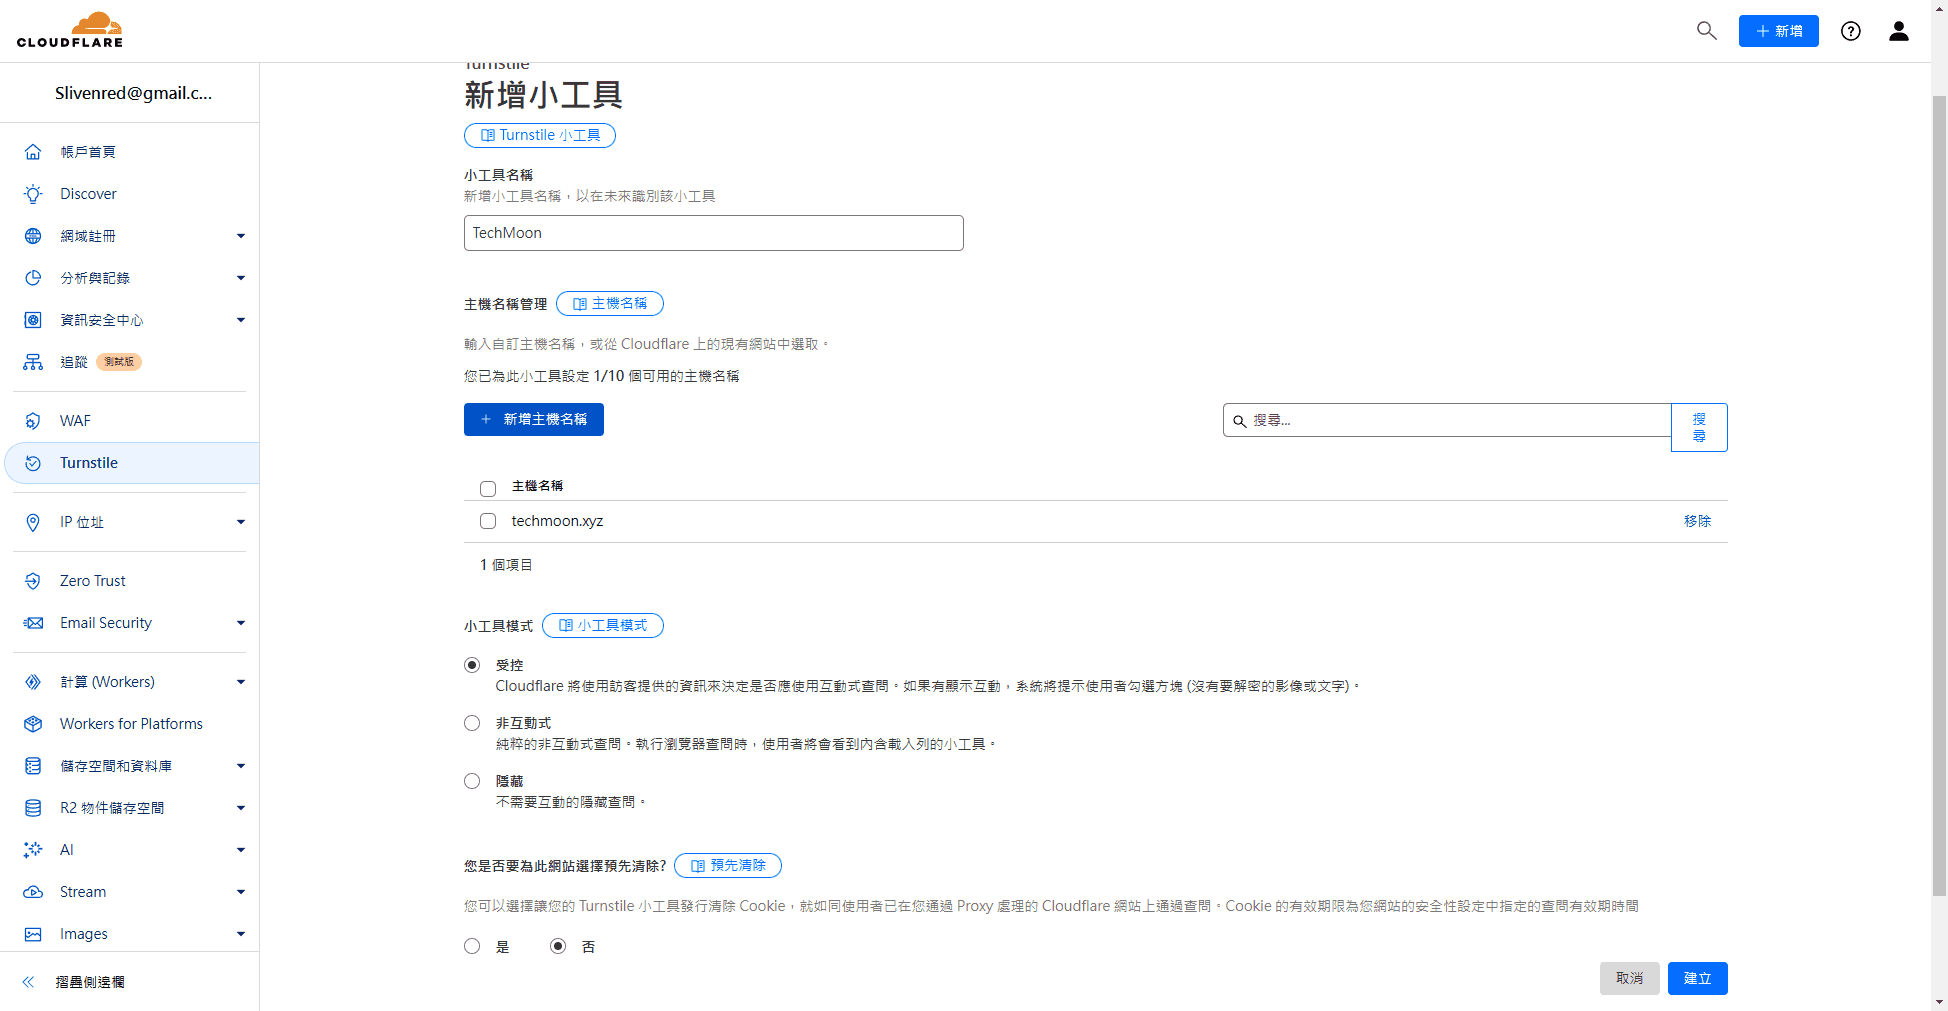 CLOUDFLARE
新增
Slivenred@gmail.c...
帳戶首頁
Discover
網域註冊
分析與記錄
資訊安全中心
追蹤 測試版
WAF
Turnstile
IP 位址
Zero Trust
Email Security
計算 (Workers)
Workers for Platforms
儲存空間和資料庫
R2 物件儲存空間
AI
Stream
Images
摺疊側邊欄
Turnstile
新增小工具
Turnstile 小工具
小工具名稱
新增小工具名稱，以在未來識別該小工具
TechMoon
主機名稱管理 主機名稱
輸入自訂主機名稱，或從 Cloudflare 上的現有網站中選取。
您已為此小工具設定 1/10 個可用的主機名稱
新增主機名稱
搜尋...
搜
尋
主機名稱
techmoon.xyz 移除
1 個項目
小工具模式 小工具模式
受控
Cloudflare 將使用訪客提供的資訊來決定是否應使用互動式查問。如果有顯示互動，系統將提示使用者勾選方塊 (沒有要解密的影像或文字)。
非互動式
純粹的非互動式查問。執行瀏覽器查問時，使用者將會看到內含載入列的小工具。
隱藏
不需要互動的隱藏查問。
您是否要為此網站選擇預先清除? 預先清除
您可以選擇讓您的 Turnstile 小工具發行清除 Cookie，就如同使用者已在您通過 Proxy 處理的 Cloudflare 網站上通過查問。Cookie 的有效期限為您網站的安全性設定中指定的查問有效期時間
是 否
取消 建立